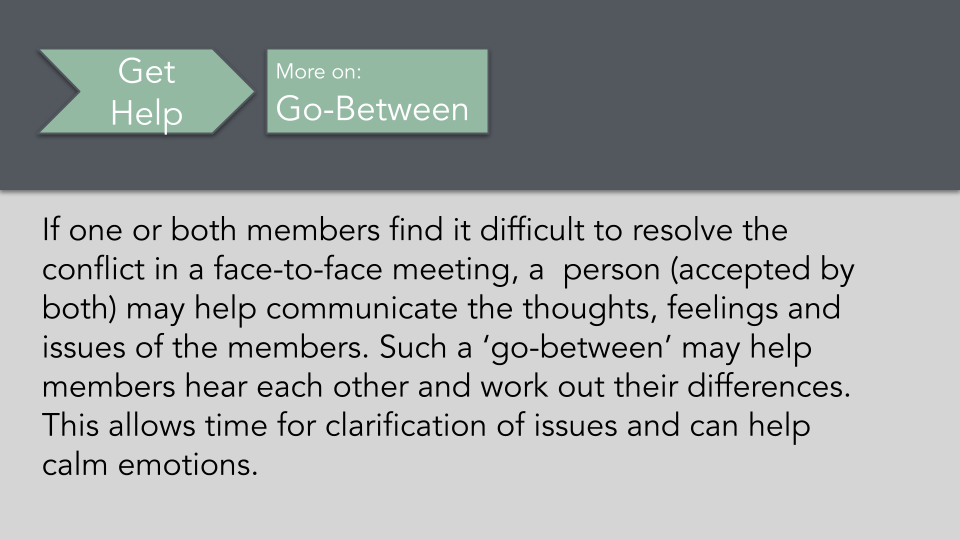 Get
Help
More on:
Go-Between
If one or both members find it difficult to resolve the
conflict in a face-to-face meeting, a  person (accepted by
both) may help communicate the thoughts, feelings and
issues of the members. Such a ‘go-between’ may help
members hear each other and work out their differences.
This allows time for clarification of issues and can help
calm emotions.